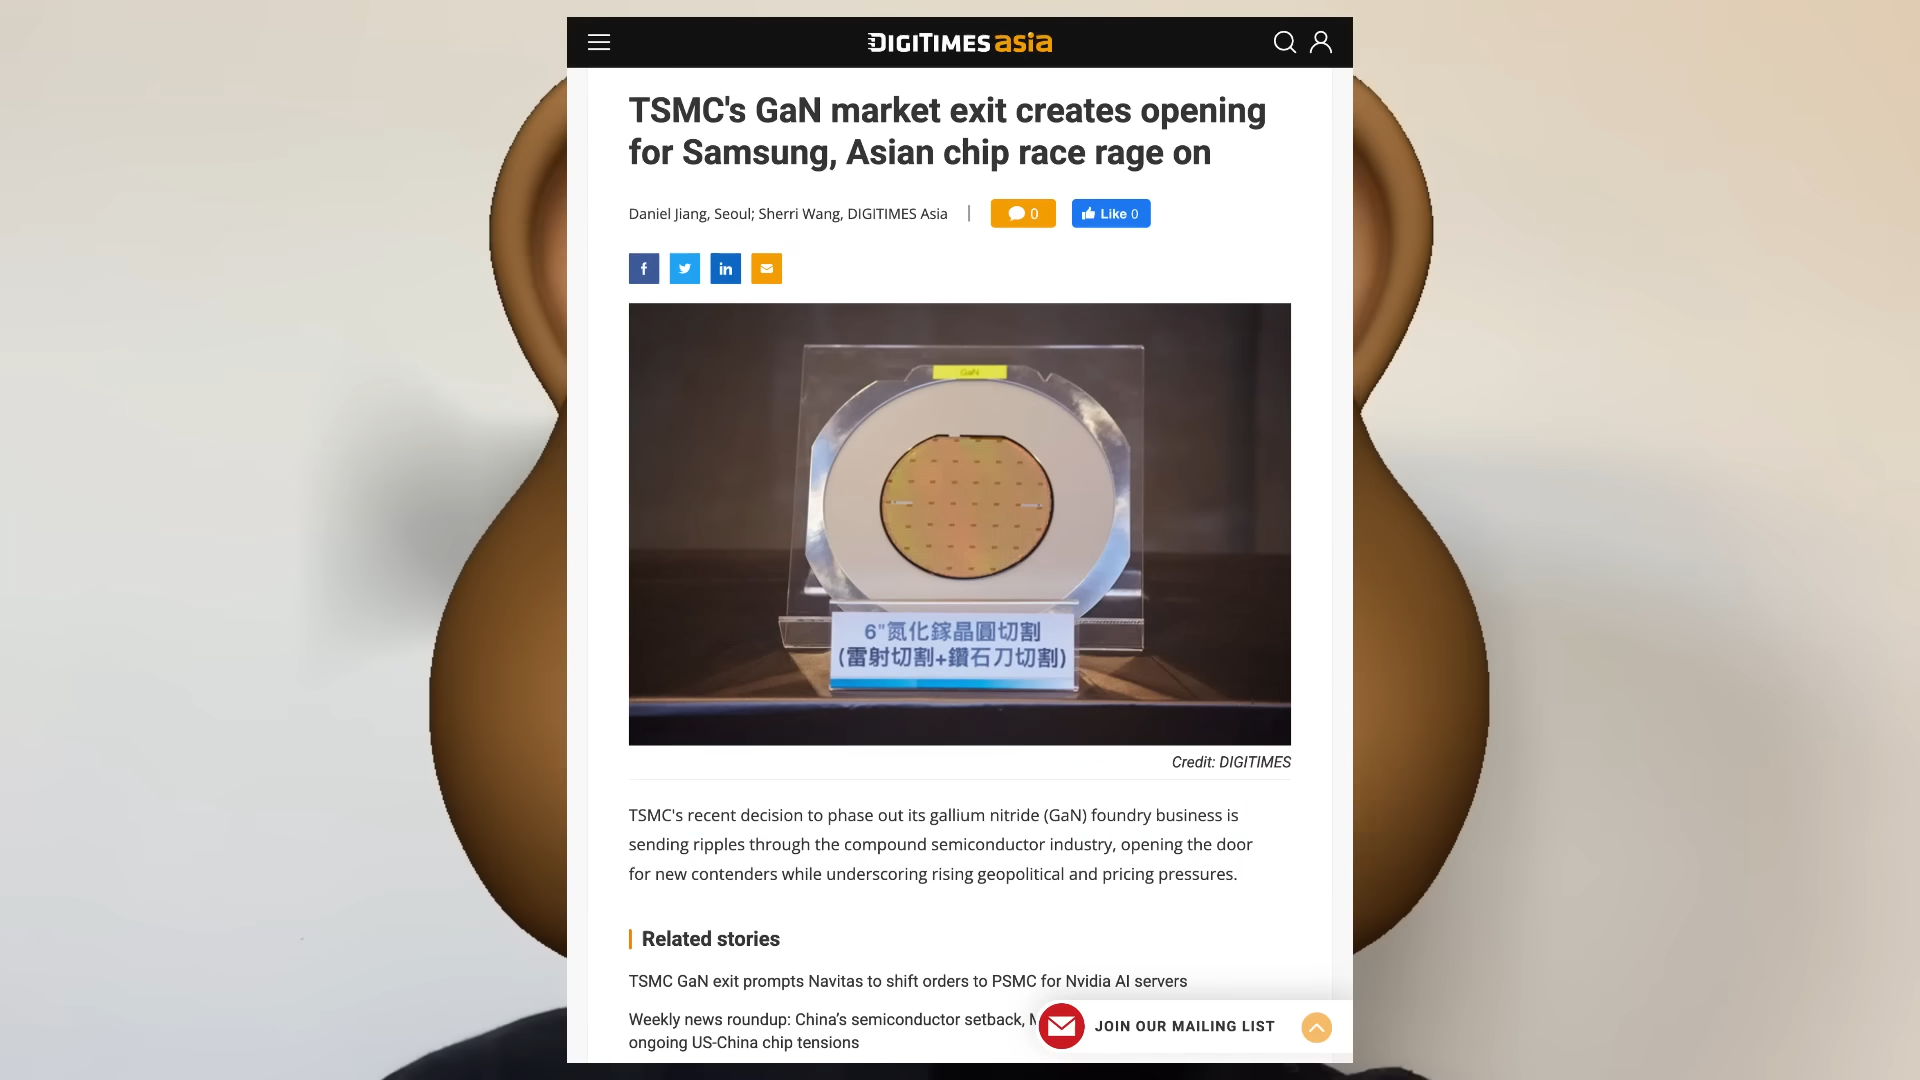 DIGITIMES asia
TSMC's GaN market exit creates opening
for Samsung, Asian chip race rage on
Daniel Jiang, Seoul; Sherri Wang, DIGITIMES Asia | 0 Like 0
f in
GaN
6"氮化鎵晶圓切割
(雷射切割+鑽石刀切割)
Credit: DIGITIMES
TSMC's recent decision to phase out its gallium nitride (GaN) foundry business is
sending ripples through the compound semiconductor industry, opening the door
for new contenders while underscoring rising geopolitical and pricing pressures.
Related stories
TSMC GaN exit prompts Navitas to shift orders to PSMC for Nvidia AI servers
Weekly news roundup: China’s semiconductor setback,
ongoing US-China chip tensions
JOIN OUR MAILING LIST